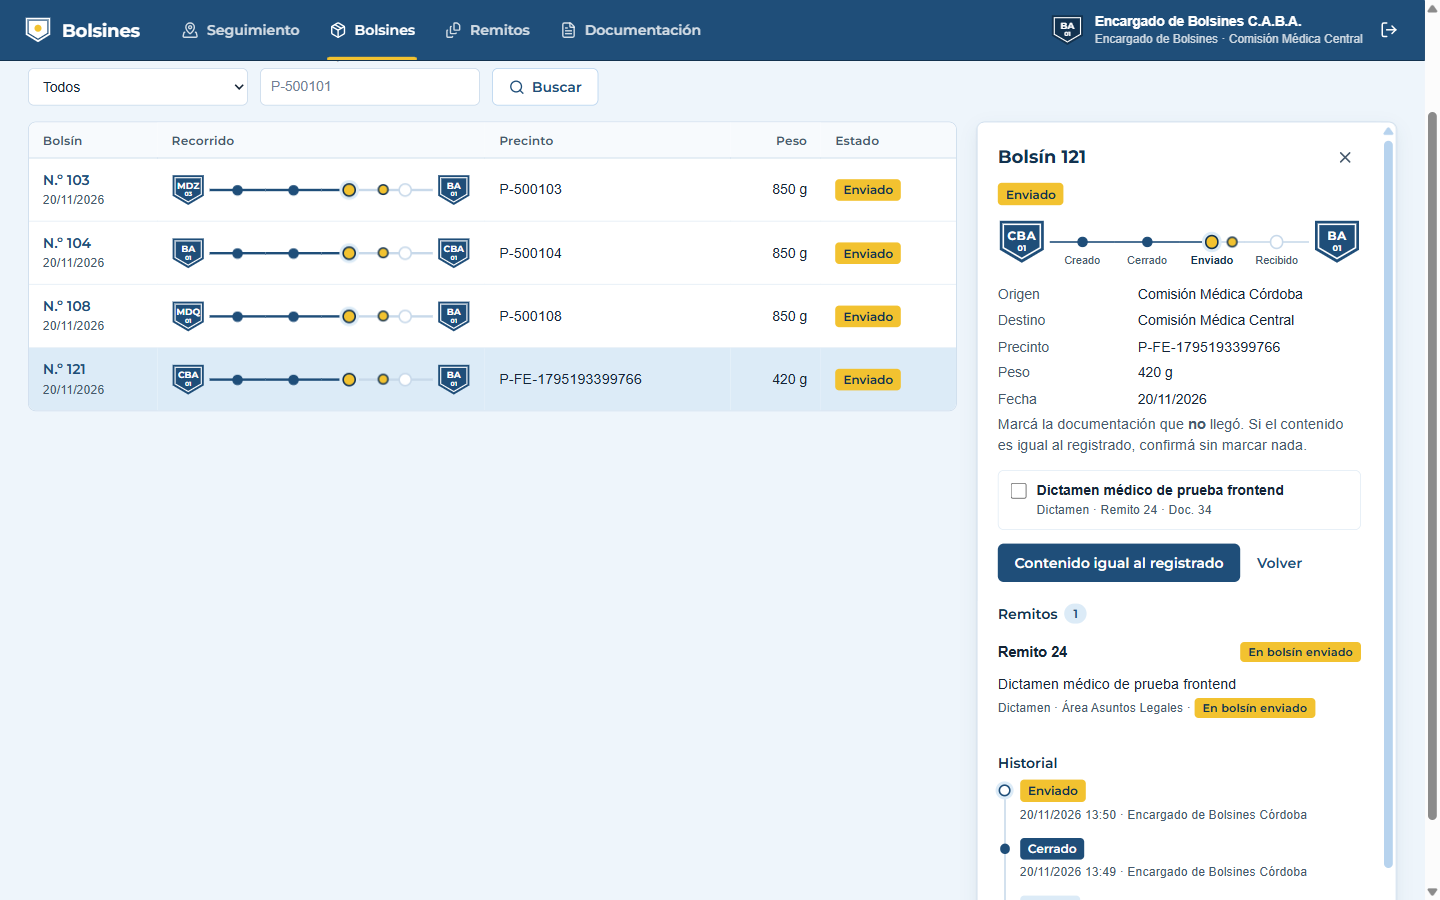 Bolsines
Seguimiento
Bolsines
Remitos
Documentación
BA
01
Encargado de Bolsines C.A.B.A.
Encargado de Bolsines · Comisión Médica Central
Todos
P-500101
Buscar
Bolsín Recorrido Precinto Peso Estado
N.º 103
20/11/2026
MDZ
03
BA
01
P-500103
850 g
Enviado
N.º 104
20/11/2026
BA
01
CBA
01
P-500104
850 g
Enviado
N.º 108
20/11/2026
MDQ
01
BA
01
P-500108
850 g
Enviado
N.º 121
20/11/2026
CBA
01
BA
01
P-FE-1795193399766
420 g
Enviado
Bolsín 121
Enviado
CBA
01
BA
01
Creado Cerrado Enviado Recibido
Origen Comisión Médica Córdoba
Destino Comisión Médica Central
Precinto P-FE-1795193399766
Peso 420 g
Fecha 20/11/2026
Marcá la documentación que no llegó. Si el contenido
es igual al registrado, confirmá sin marcar nada.
Dictamen médico de prueba frontend
Dictamen · Remito 24 · Doc. 34
Contenido igual al registrado
Volver
Remitos 1
Remito 24 En bolsín enviado
Dictamen médico de prueba frontend
Dictamen · Área Asuntos Legales · En bolsín enviado
Historial
Enviado
20/11/2026 13:50 · Encargado de Bolsines Córdoba
Cerrado
20/11/2026 13:49 · Encargado de Bolsines Córdoba